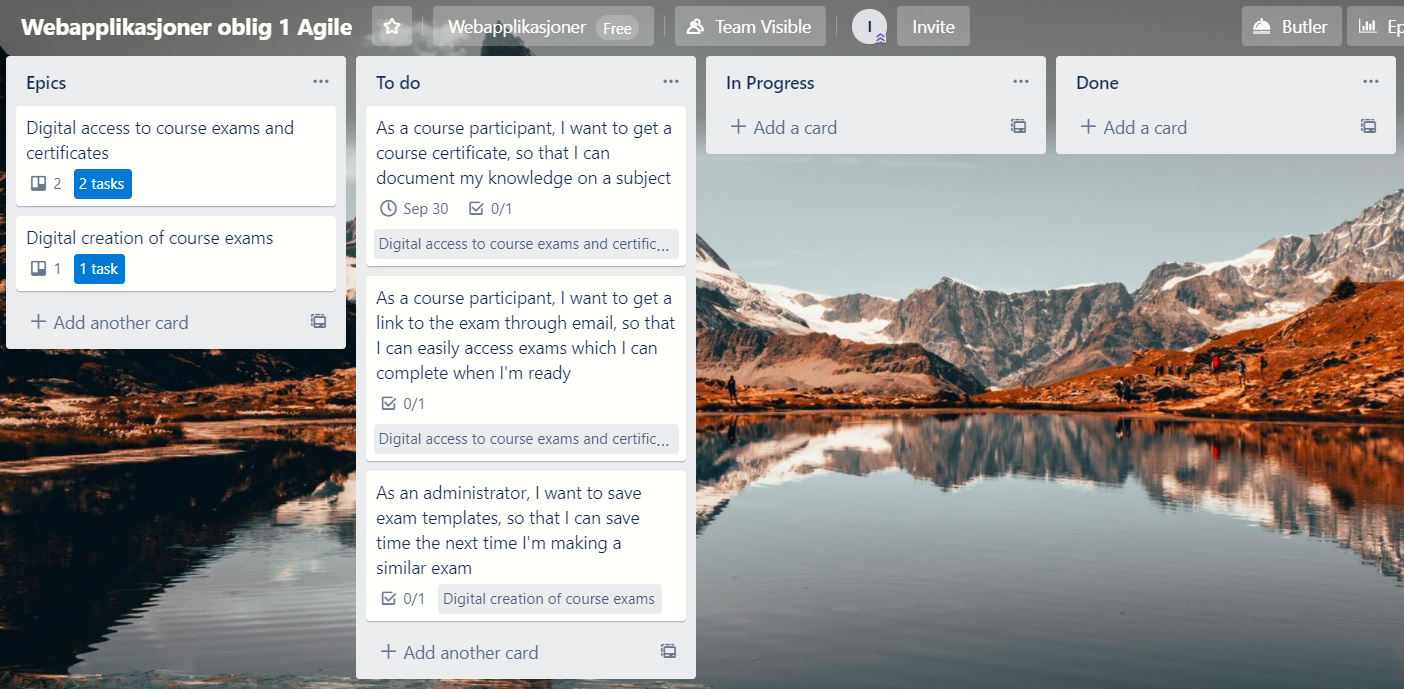 Webapplikasjoner oblig 1 Agile
Webapplikasjoner Free
Team Visible
I
Invite
Butler
Ep
Epics
Digital access to course exams and
certificates
2 2 tasks
Digital creation of course exams
1 1 task
+ Add another card
To do
As a course participant, I want to get a
course certificate, so that I can
document my knowledge on a subject
Sep 30 0/1
Digital access to course exams and certific...
As a course participant, I want to get a
link to the exam through email, so that
I can easily access exams which I can
complete when I'm ready
0/1
Digital access to course exams and certific...
As an administrator, I want to save
exam templates, so that I can save
time the next time I'm making a
similar exam
0/1 Digital creation of course exams
+ Add another card
In Progress
+ Add a card
Done
+ Add a card